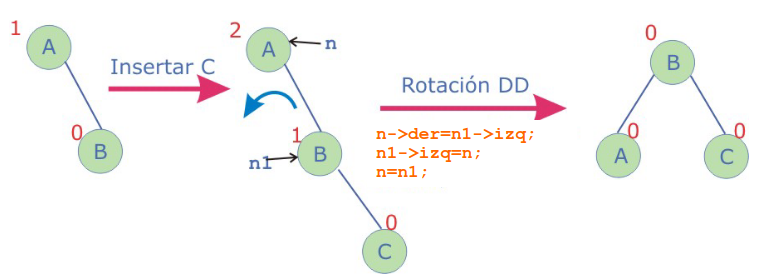 1
A
0
B
Insertar C
2
A
n
1
B
n1
0
C
Rotación DD
n->der=n1->izq;
n1->izq=n;
n=n1;
0
B
0
A
0
C